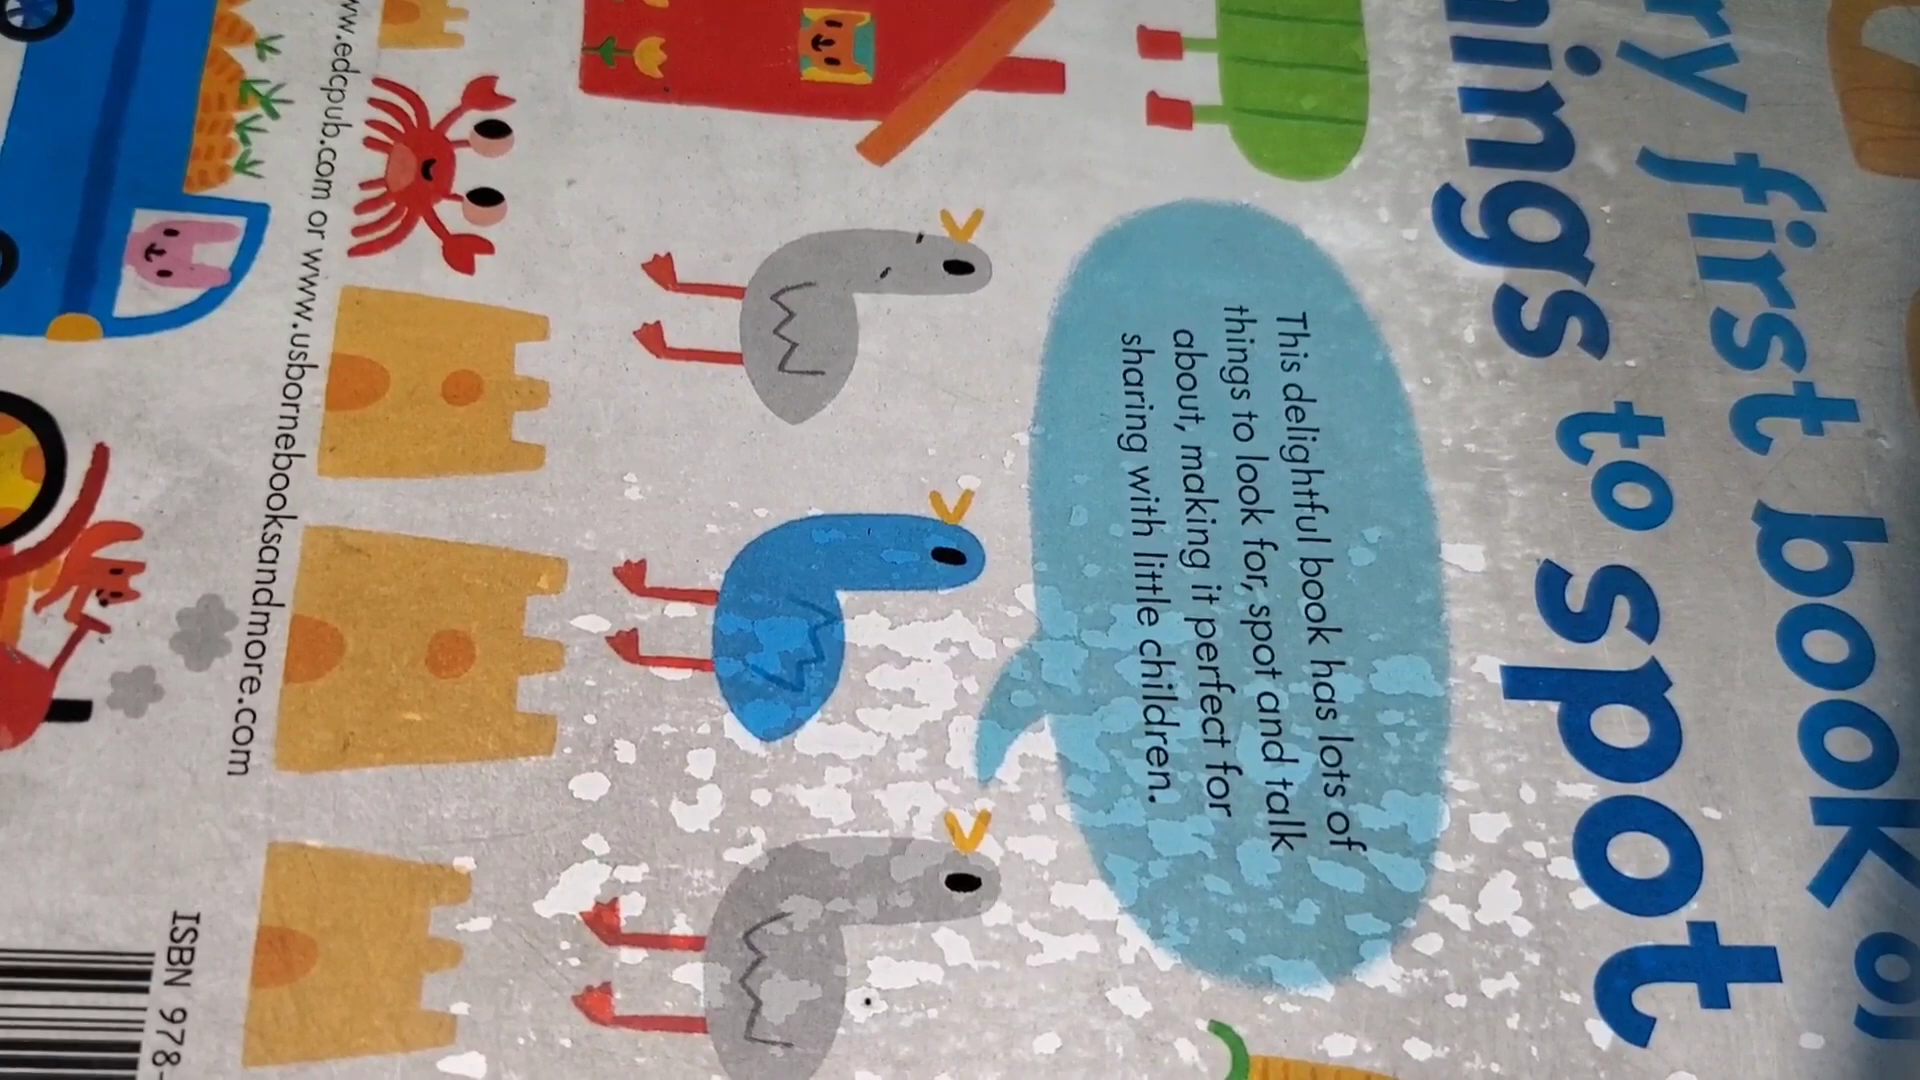 ry first book of
hings to spot
This delightful book has lots of
things to look for, spot and talk
about, making it perfect for
sharing with little children.
www.edcpub.com or www.usbornebooksandmore.com
ISBN 978-